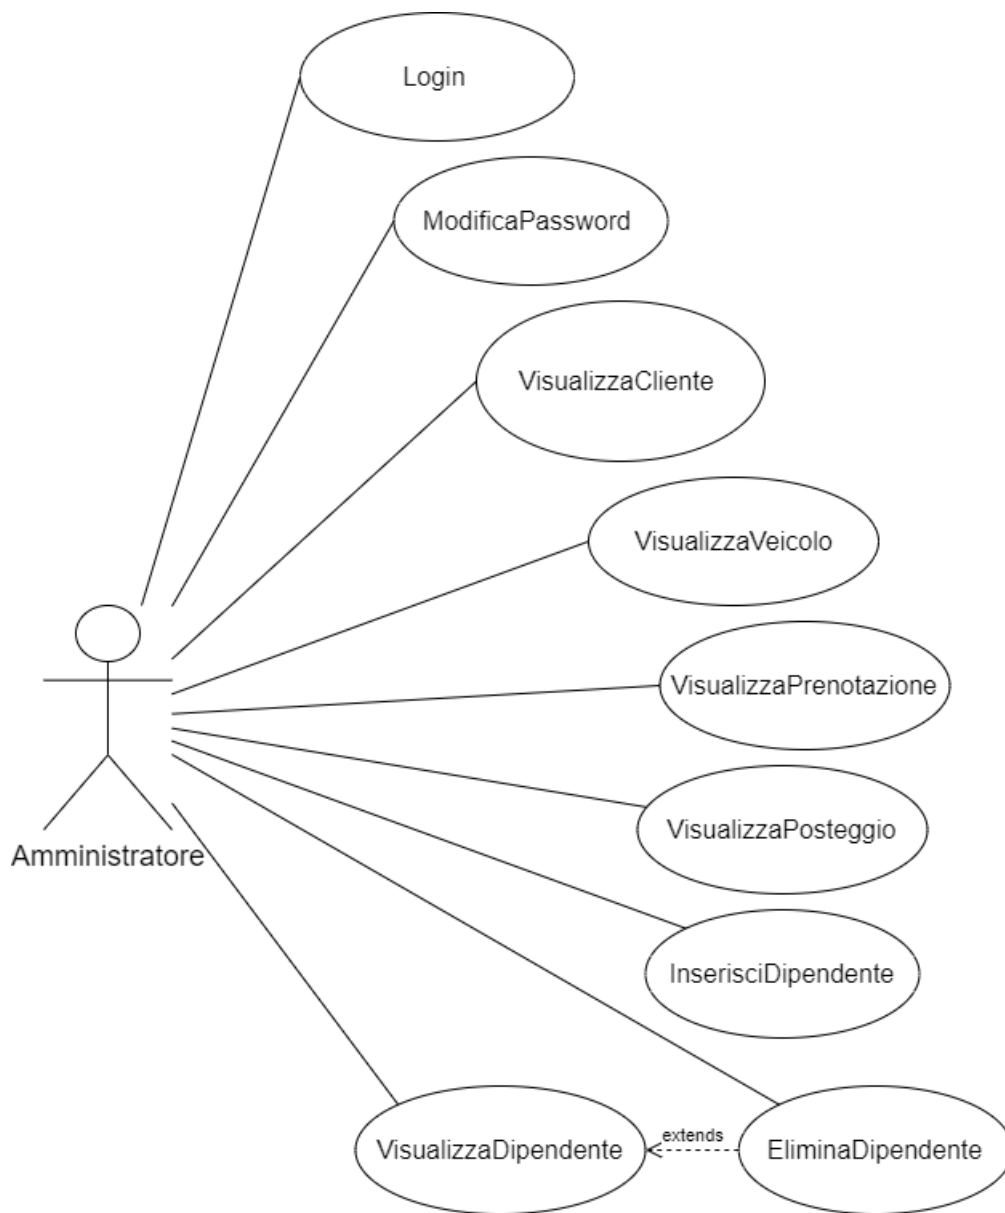 Login
ModificaPassword
VisualizzaCliente
VisualizzaVeicolo
VisualizzaPrenotazione
VisualizzaPosteggio
Amministratore
InserisciDipendente
VisualizzaDipendente
extends
EliminaDipendente